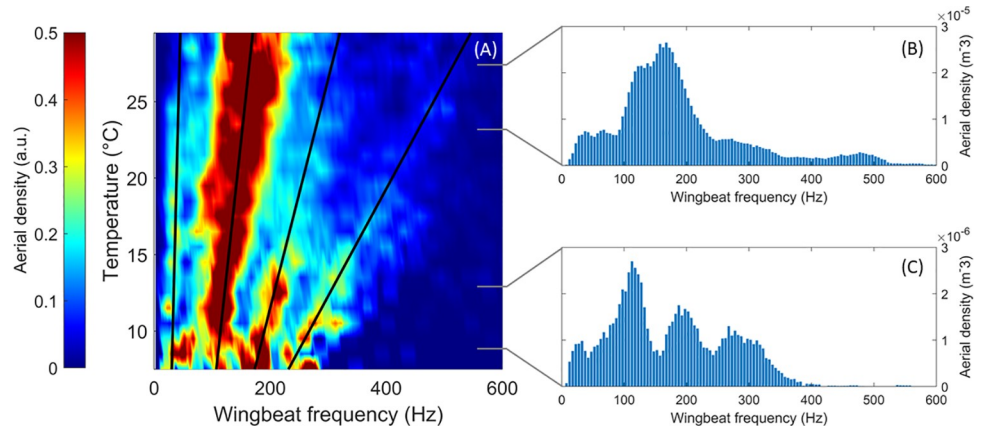 0.5
0.4
0.3
0.2
0.1
0
Aerial density (a.u.)
(A)
Temperature (°C)
25
20
15
10
0 200 400 600
Wingbeat frequency (Hz)
×10⁻⁵
(B)
3
2
1
0
Aerial density (m⁻3)
0 100 200 300 400 500 600
Wingbeat frequency (Hz)
×10⁻⁶
(C)
3
2
1
0
Aerial density (m⁻3)
0 100 200 300 400 500 600
Wingbeat frequency (Hz)